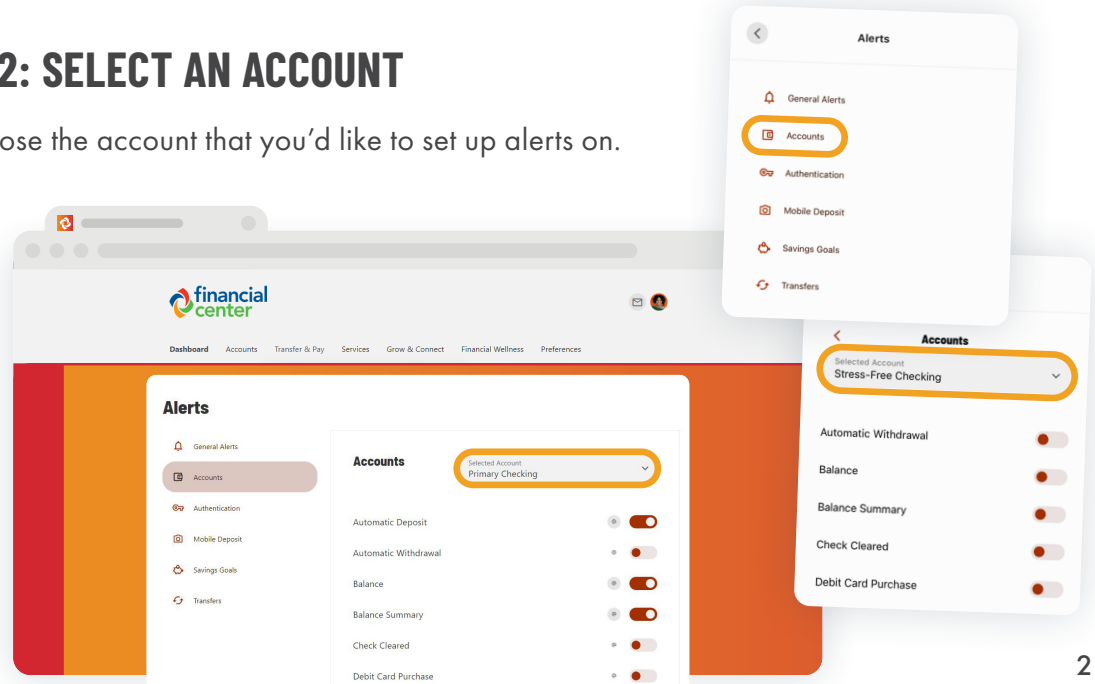 2: SELECT AN ACCOUNT
ose the account that you'd like to set up alerts on.
Alerts
General Alerts
Accounts
Authentication
Mobile Deposit
Savings Goals
Transfers
financial
center
Dashboard Accounts Transfer & Pay Services Grow & Connect Financial Wellness Preferences
Alerts
General Alerts
Accounts
Authentication
Mobile Deposit
Savings Goals
Transfers
Accounts
Selected Account
Primary Checking
Automatic Deposit
Automatic Withdrawal
Balance
Balance Summary
Check Cleared
Debit Card Purchase
Accounts
Selected Account
Stress-Free Checking
Automatic Withdrawal
Balance
Balance Summary
Check Cleared
Debit Card Purchase
2